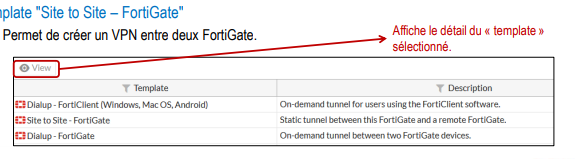 mplate "Site to Site – FortiGate"
Permet de créer un VPN entre deux FortiGate.
Affiche le détail du « template »
sélectionné.
View
Template Description
Dialup - FortiClient (Windows, Mac OS, Android) On-demand tunnel for users using the FortiClient software.
Site to Site - FortiGate Static tunnel between this FortiGate and a remote FortiGate.
Dialup - FortiGate On-demand tunnel between two FortiGate devices.